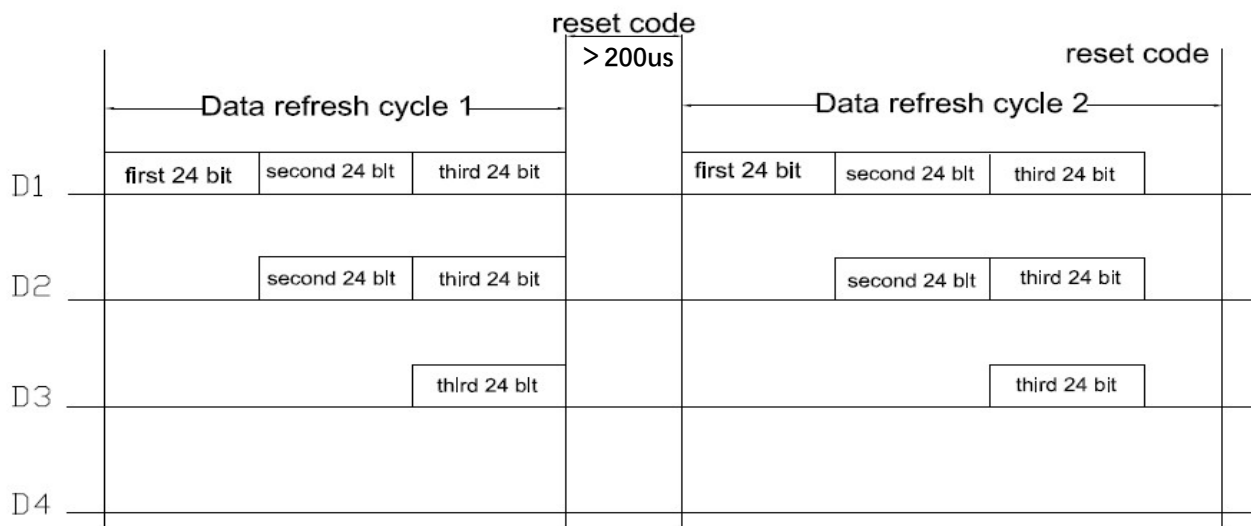 reset code
> 200us
reset code
Data refresh cycle 1
Data refresh cycle 2
D1 first 24 bit second 24 blt third 24 bit first 24 bit second 24 blt third 24 bit
D2 second 24 blt third 24 bit second 24 blt third 24 bit
D3 thlrd 24 blt third 24 bit
D4